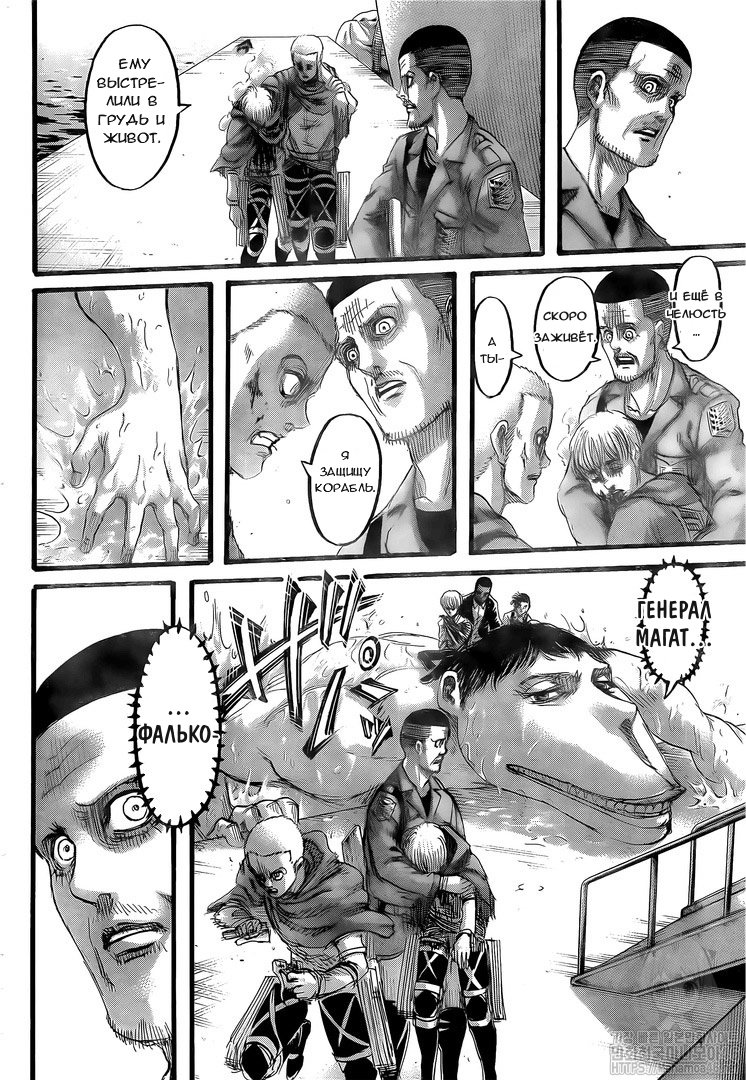 ЕМУ
ВЫСТРЕ-
ЛИЛИ В
ГРУДЬ И
ЖИВОТ.
И ЕЩЁ В
ЧЕЛЮСТЬ
...
СКОРО
ЗАЖИВЁТ.
А
ТЫ-
Я
ЗАЩИЩУ
КОРАБЛЬ.
ГЕНЕРАЛ
МАГАТ...
...
ФАЛЬКО-